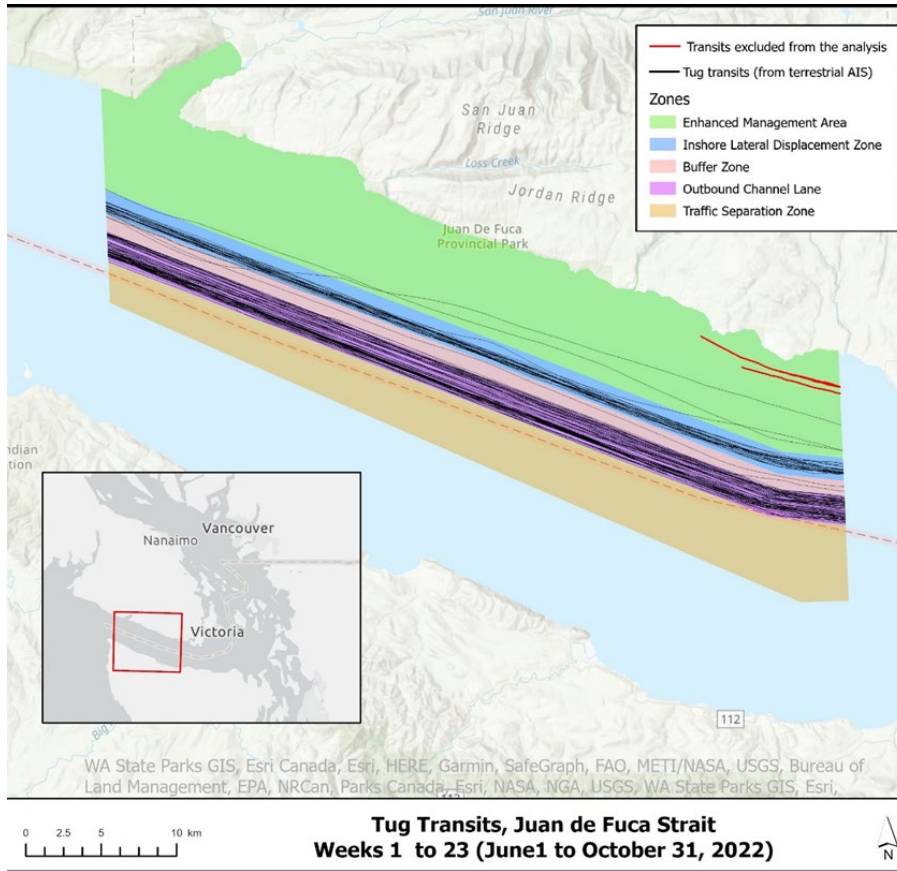 San Juan River
San Juan
Ridge
Loss Creek
Jordan Ridge
Juan De Fuca
Provincial Park
Transits excluded from the analysis
Tug transits (from terrestrial AIS)
Zones
Enhanced Management Area
Inshore Lateral Displacement Zone
Buffer Zone
Outbound Channel Lane
Traffic Separation Zone
ndian
tion
Vancouver
Nanaimo
Victoria
Big
112
WA State Parks GIS, Esri Canada, Esri, HERE, Garmin, SafeGraph, FAO, METI/NASA, USGS, Bureau of
Land Management, EPA, NRCan, Parks Canada, Esri, NASA, NGA, USGS, WA State Parks GIS, Esri,
0 2.5 5 10 km
Tug Transits, Juan de Fuca Strait
Weeks 1 to 23 (June1 to October 31, 2022)
N